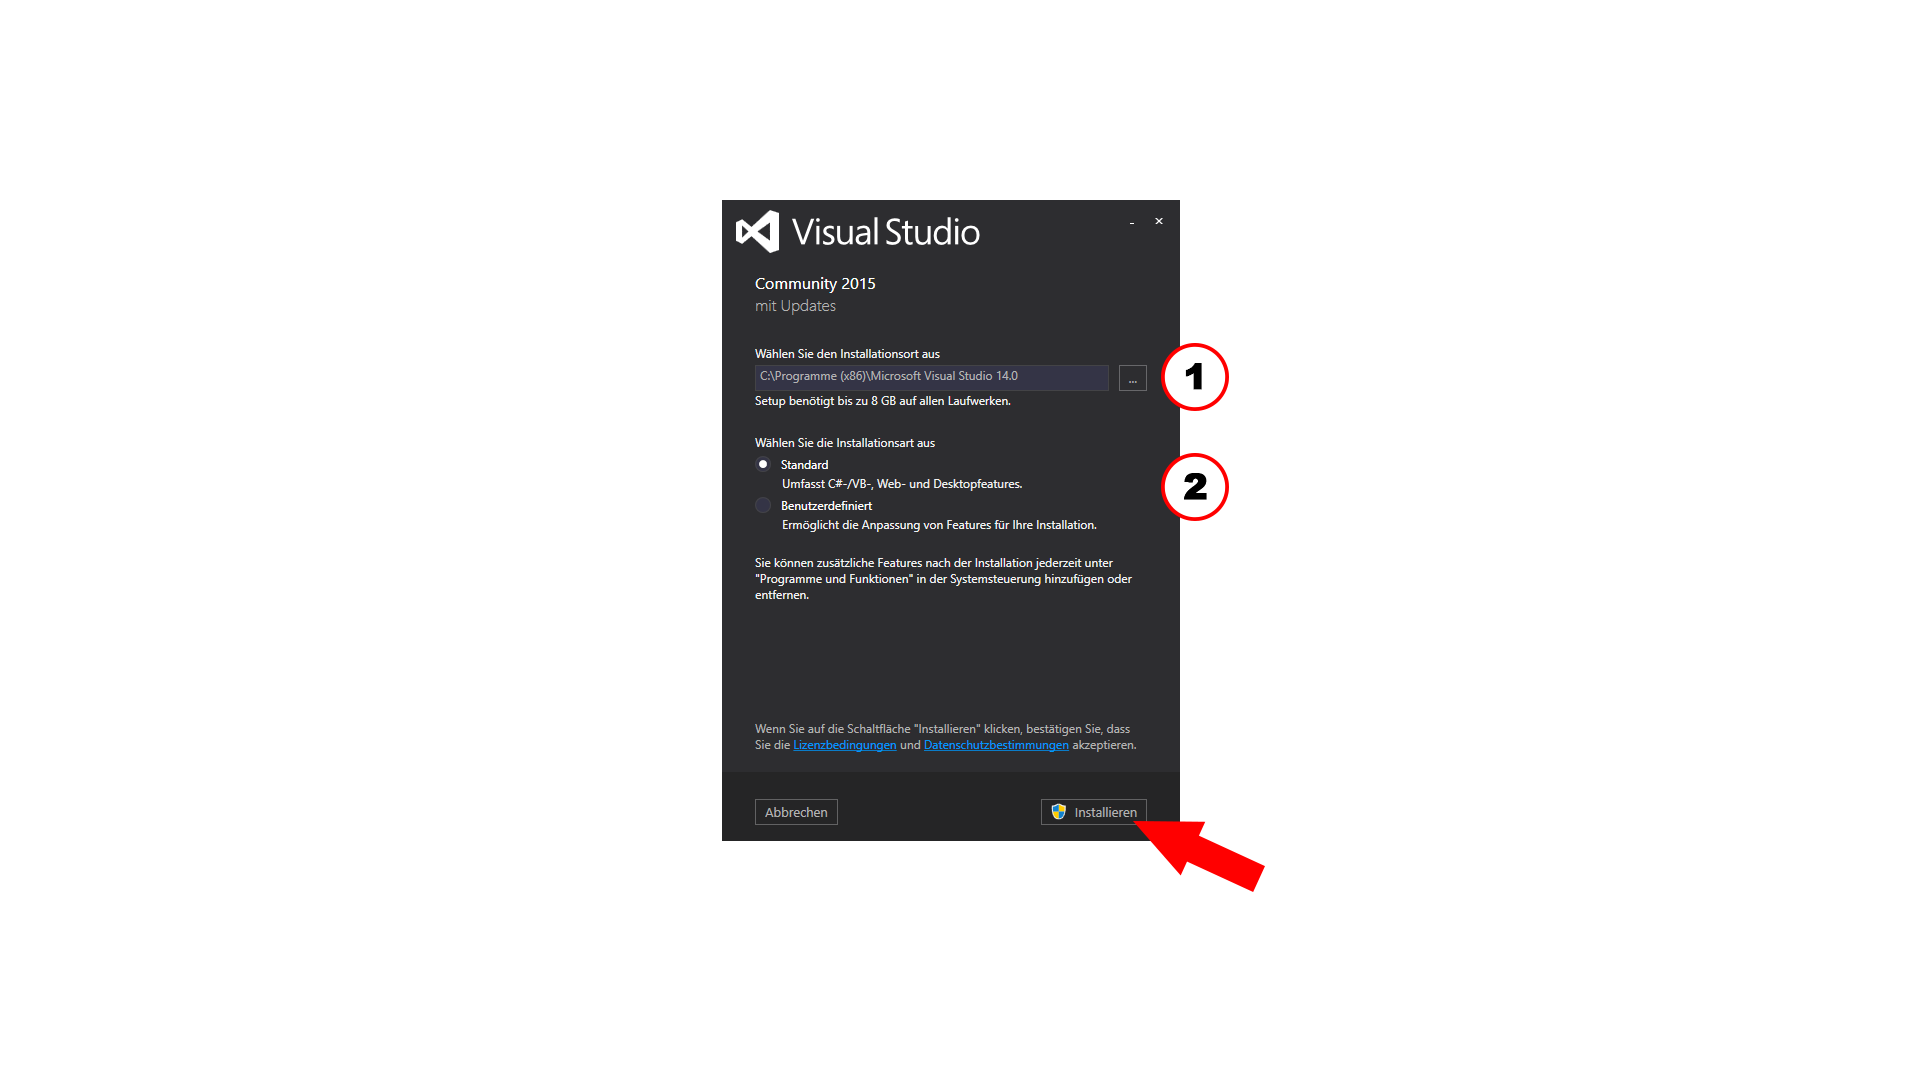 Visual Studio
Community 2015
mit Updates
Wählen Sie den Installationsort aus
C:\Programme (x86)\Microsoft Visual Studio 14.0
...
1
Setup benötigt bis zu 8 GB auf allen Laufwerken.
Wählen Sie die Installationsart aus
Standard
Umfasst C#-/VB-, Web- und Desktopfeatures.
2
Benutzerdefiniert
Ermöglicht die Anpassung von Features für Ihre Installation.
Sie können zusätzliche Features nach der Installation jederzeit unter
"Programme und Funktionen" in der Systemsteuerung hinzufügen oder
entfernen.
Wenn Sie auf die Schaltfläche "Installieren" klicken, bestätigen Sie, dass
Sie die Lizenzbedingungen und Datenschutzbestimmungen akzeptieren.
Abbrechen
Installieren